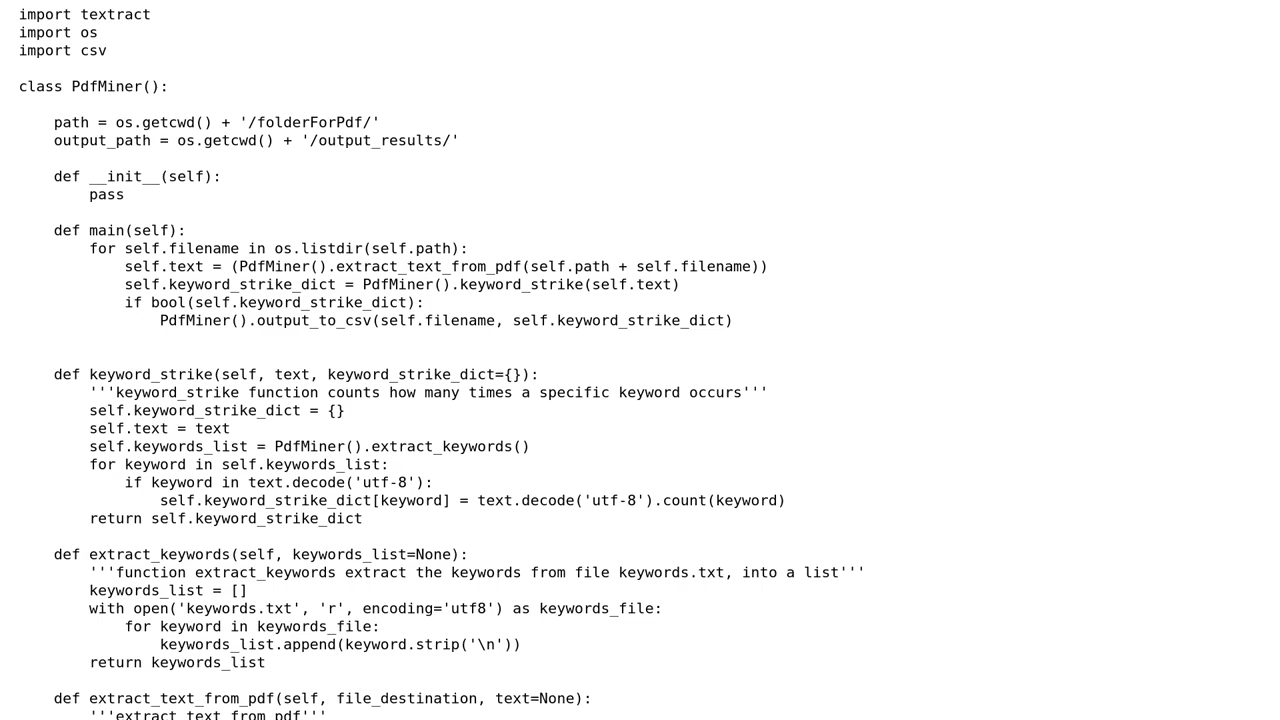 import textract
import os
import csv
class PdfMiner():
path = os.getcwd() + '/folderForPdf/'
output_path = os.getcwd() + '/output_results/'
def __init__(self):
pass
def main(self):
for self.filename in os.listdir(self.path):
self.text = (PdfMiner().extract_text_from_pdf(self.path + self.filename))
self.keyword_strike_dict = PdfMiner().keyword_strike(self.text)
if bool(self.keyword_strike_dict):
PdfMiner().output_to_csv(self.filename, self.keyword_strike_dict)
def keyword_strike(self, text, keyword_strike_dict={}):
'''keyword_strike function counts how many times a specific keyword occurs'''
self.keyword_strike_dict = {}
self.text = text
self.keywords_list = PdfMiner().extract_keywords()
for keyword in self.keywords_list:
if keyword in text.decode('utf-8'):
self.keyword_strike_dict[keyword] = text.decode('utf-8').count(keyword)
return self.keyword_strike_dict
def extract_keywords(self, keywords_list=None):
'''function extract_keywords extract the keywords from file keywords.txt, into a list'''
keywords_list = []
with open('keywords.txt', 'r', encoding='utf8') as keywords_file:
for keyword in keywords_file:
keywords_list.append(keyword.strip('\n'))
return keywords_list
def extract_text_from_pdf(self, file_destination, text=None):
'''extract_text_from_pdf'''